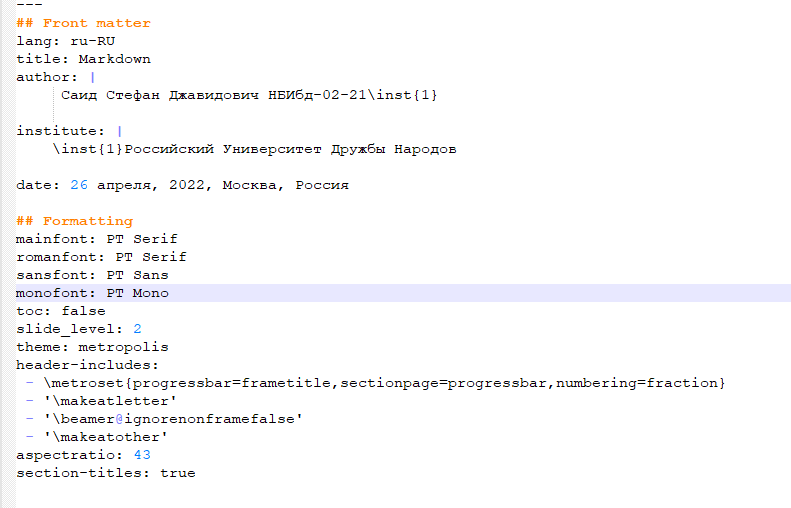 ---
## Front matter
lang: ru-RU
title: Markdown
author: |
Саид Стефан Джавидович НБИбд-02-21\inst{1}
institute: |
\inst{1}Российский Университет Дружбы Народов
date: 26 апреля, 2022, Москва, Россия
## Formatting
mainfont: PT Serif
romanfont: PT Serif
sansfont: PT Sans
monofont: PT Mono
toc: false
slide_level: 2
theme: metropolis
header-includes:
- \metroset{progressbar=frametitle,sectionpage=progressbar,numbering=fraction}
- '\makeatletter'
- '\beamer@ignorenonframefalse'
- '\makeatother'
aspectratio: 43
section-titles: true